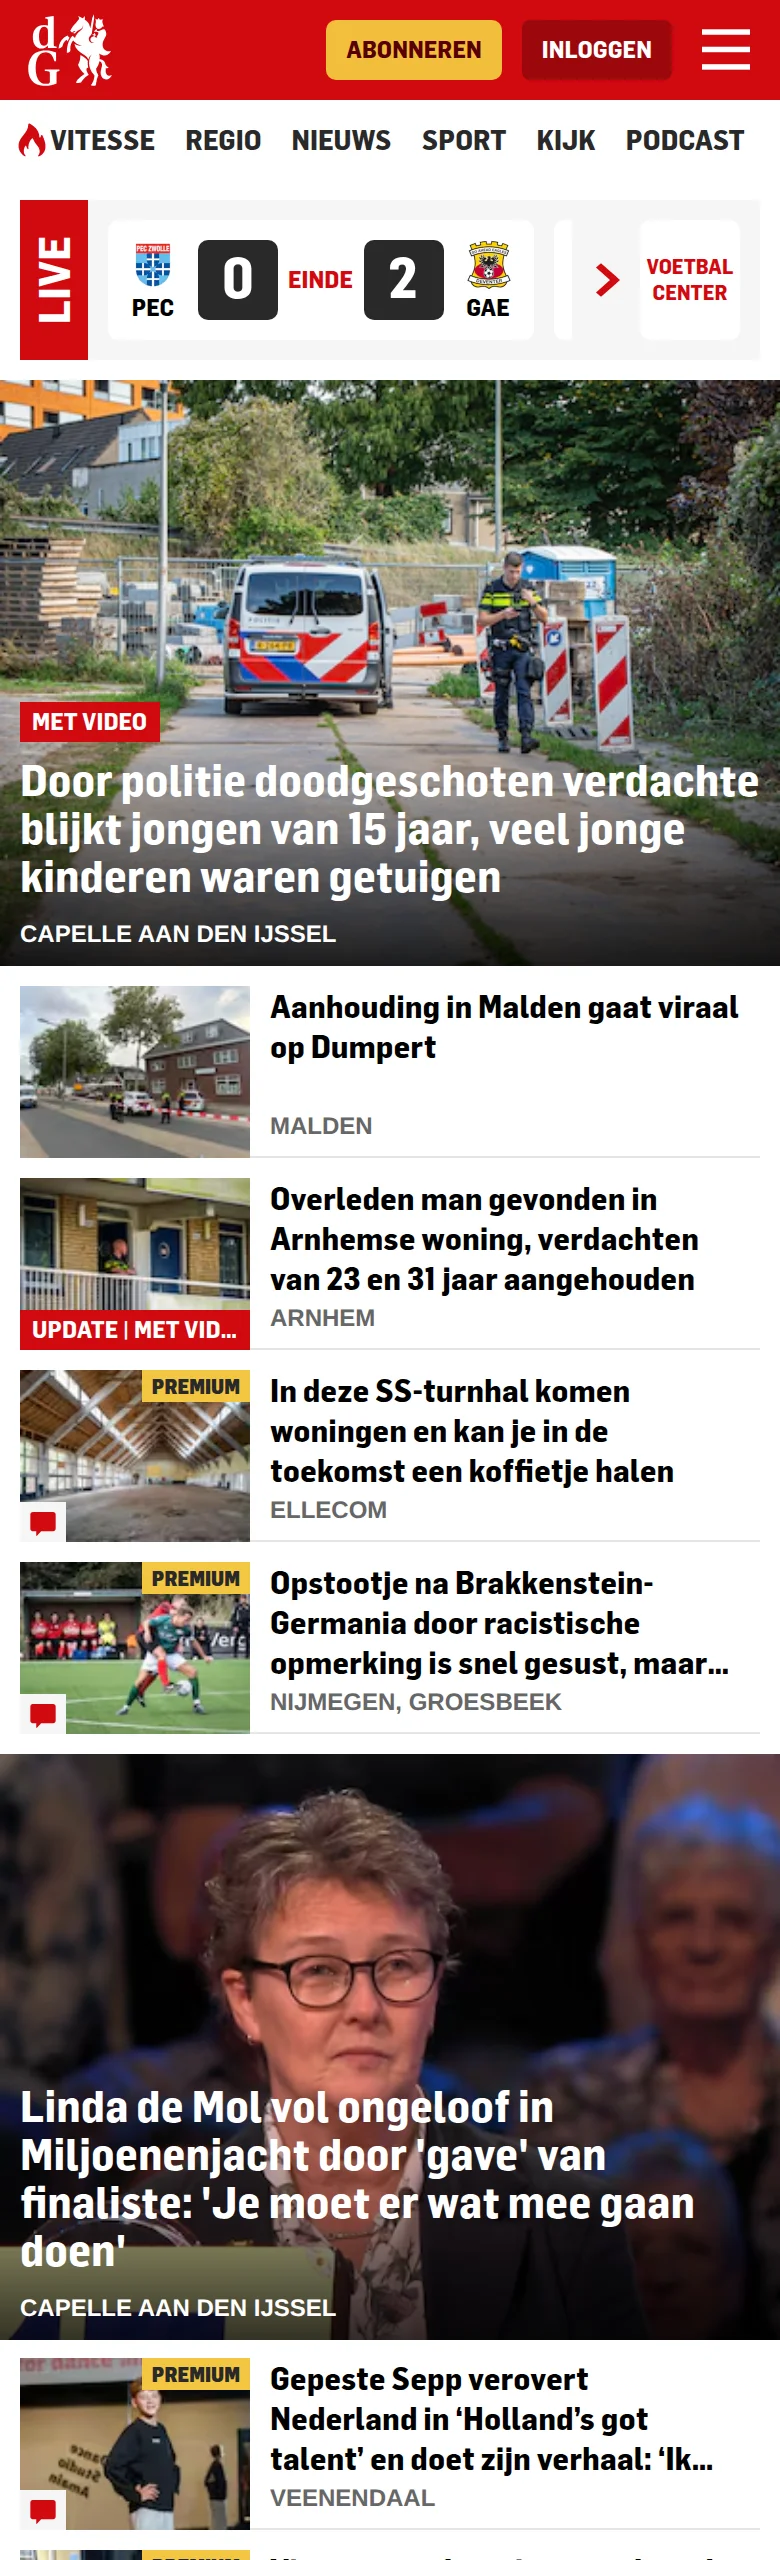 d
G
ABONNEREN
INLOGGEN
VITESSE REGIO NIEUWS SPORT KIJK PODCAST
LIVE
PEC ZWOLLE
PEC
0
EINDE
2
GAE
VOETBAL
CENTER
POLITIE
MET VIDEO
Door politie doodgeschoten verdachte
blijkt jongen van 15 jaar, veel jonge
kinderen waren getuigen
CAPELLE AAN DEN IJSSEL
Aanhouding in Malden gaat viraal
op Dumpert
MALDEN
UPDATE | MET VID...
Overleden man gevonden in
Arnhemse woning, verdachten
van 23 en 31 jaar aangehouden
ARNHEM
PREMIUM
In deze SS-turnhal komen
woningen en kan je in de
toekomst een koffietje halen
ELLECOM
PREMIUM
Opstootje na Brakkenstein-
Germania door racistische
opmerking is snel gesust, maar...
NIJMEGEN, GROESBEEK
Linda de Mol vol ongeloof in
Miljoenenjacht door 'gave' van
finaliste: 'Je moet er wat mee gaan
doen'
CAPELLE AAN DEN IJSSEL
PREMIUM
Dance
Studio
Gepeste Sepp verovert
Nederland in ‘Holland’s got
talent’ en doet zijn verhaal: ‘Ik...
VEENENDAAL